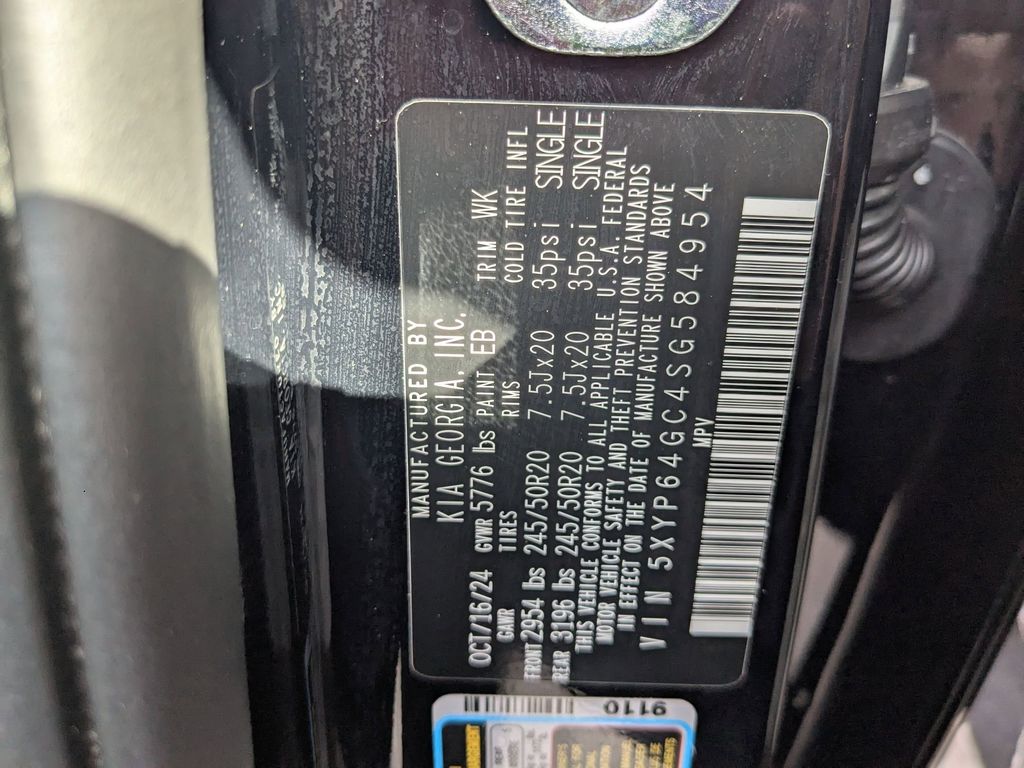 MANUFACTURED BY
KIA GEORGIA, INC.
OCT/16/24 GVWR 5776 lbs PAINT EB TRIM WK
GAWR TIRES RIMS COLD TIRE INFL
FRONT 2954 lbs 245/50R20 7.5Jx20 35psi SINGLE
REAR 3196 lbs 245/50R20 7.5Jx20 35psi SINGLE
THIS VEHICLE CONFORMS TO ALL APPLICABLE U.S.A. FEDERAL
MOTOR VEHICLE SAFETY AND THEFT PREVENTION STANDARDS
IN EFFECT ON THE DATE OF MANUFACTURE SHOWN ABOVE
VIN 5XYP64GC4SG584954
MPV
9110